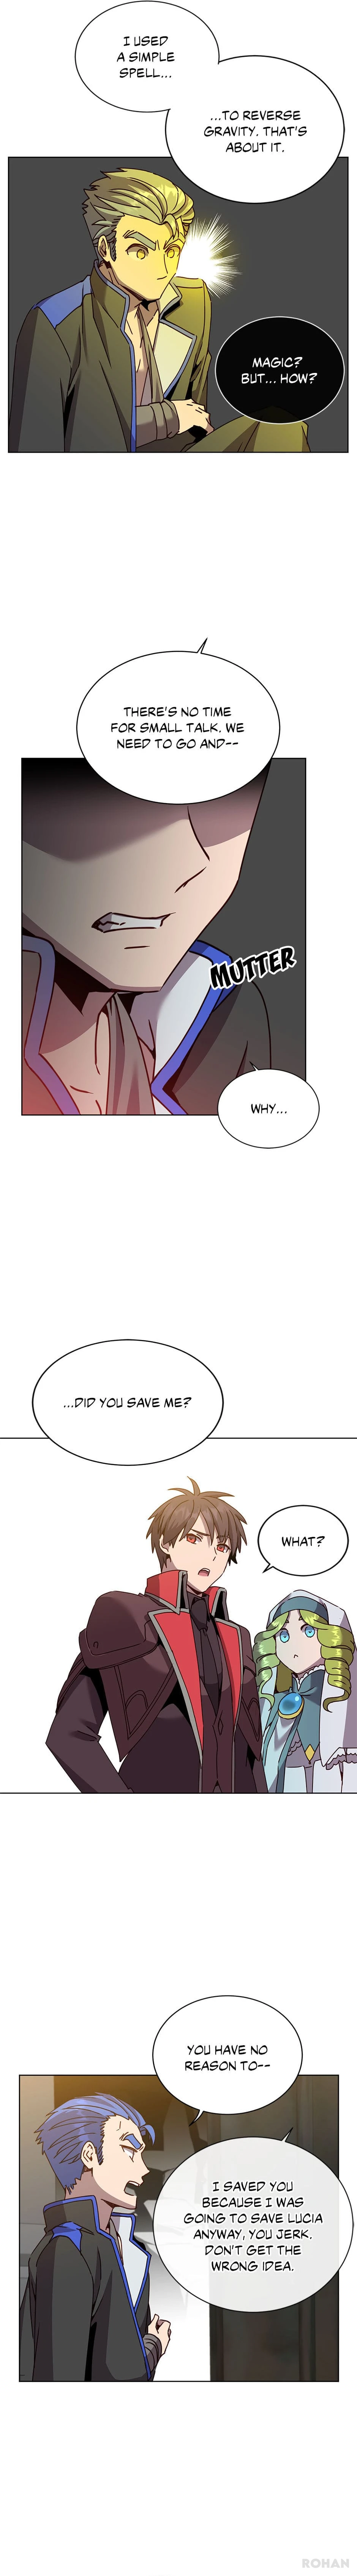 I USED
A SIMPLE
SPELL...
...TO REVERSE
GRAVITY. THAT'S
ABOUT IT.
MAGIC?
BUT... HOW?
THERE'S NO TIME
FOR SMALL TALK. WE
NEED TO GO AND--
MUTTER
WHY...
...DID YOU SAVE ME?
WHAT?
YOU HAVE NO
REASON TO--
I SAVED YOU
BECAUSE I WAS
GOING TO SAVE LUCIA
ANYWAY, YOU JERK.
DON'T GET THE
WRONG IDEA.
ROHAN